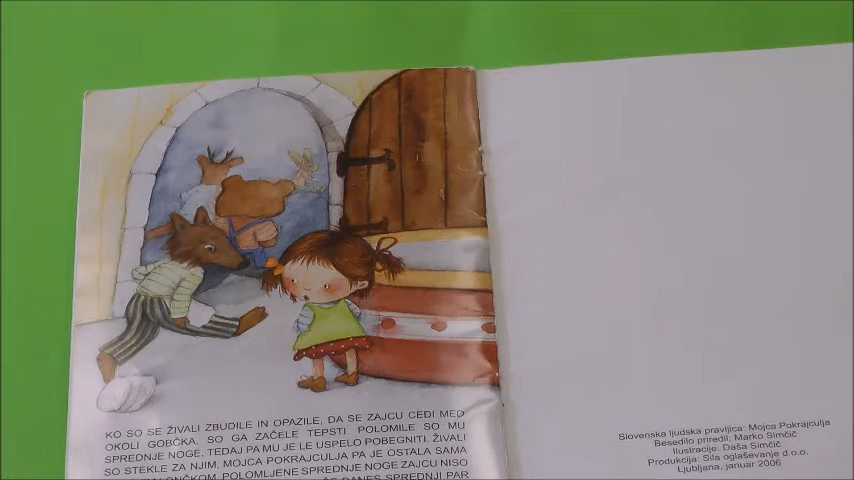 KO SO SE ŽIVALI ZBUDILE IN OPAZILE, DA SE ZAJCU CEDI MED
OKOLI GOBČKA, SO GA ZAČELE TEPSTI. POLOMILE SO MU
SPREDNJE NOGE, TEDAJ PA MU JE LE USPELO POBEGNITI. ŽIVALI
SO STEKLE ZA NJIM, MOJCA POKRAJCULJA PA JE OSTALA SAMA
POLOMLJENE SPREDNJE NOGE ZAJCU NISO
DANES SPREDNJI PAR
Slovenska ljudska pravljica: Mojca Pokrajculja
Besedilo priredil: Marko Simčič
Ilustracije: Daša Simčič
Produkcija: Sila oglaševanje d.o.o.
Ljubljana, januar 2006